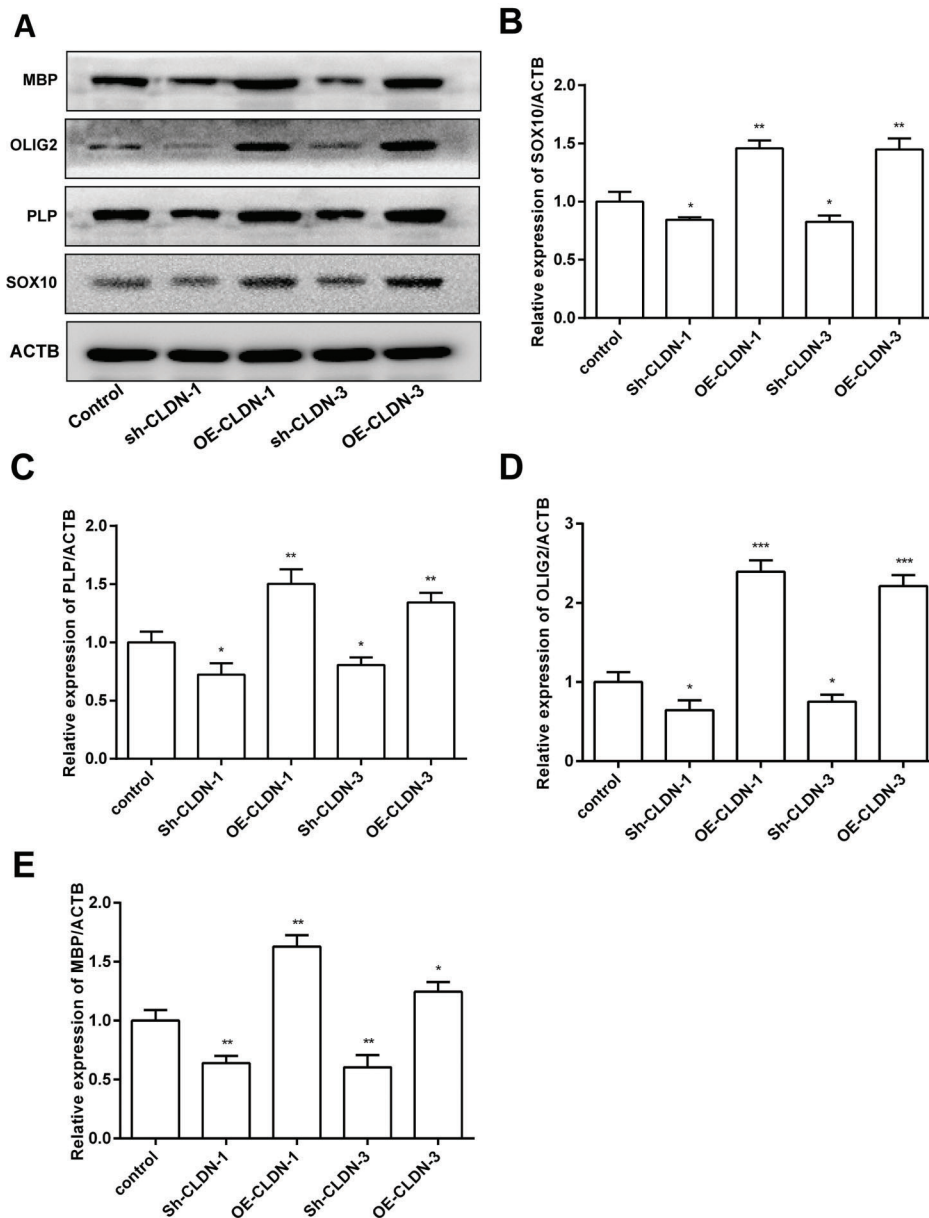 A
MBP
OLIG2
PLP
SOX10
ACTB
Control
sh-CLDN-1
OE-CLDN-1
sh-CLDN-3
OE-CLDN-3
B
Relative expression of SOX10/ACTB
2.0
1.5
1.0
0.5
0.0
*
**
*
**
control
Sh-CLDN-1
OE-CLDN-1
Sh-CLDN-3
OE-CLDN-3
C
Relative expression of PLP/ACTB
2.0
1.5
1.0
0.5
0.0
*
**
*
**
control
Sh-CLDN-1
OE-CLDN-1
Sh-CLDN-3
OE-CLDN-3
D
Relative expression of OLIG2/ACTB
3
2
1
0
*
***
*
***
control
Sh-CLDN-1
OE-CLDN-1
Sh-CLDN-3
OE-CLDN-3
E
Relative expression of MBP/ACTB
2.0
1.5
1.0
0.5
0.0
**
**
**
*
control
Sh-CLDN-1
OE-CLDN-1
Sh-CLDN-3
OE-CLDN-3